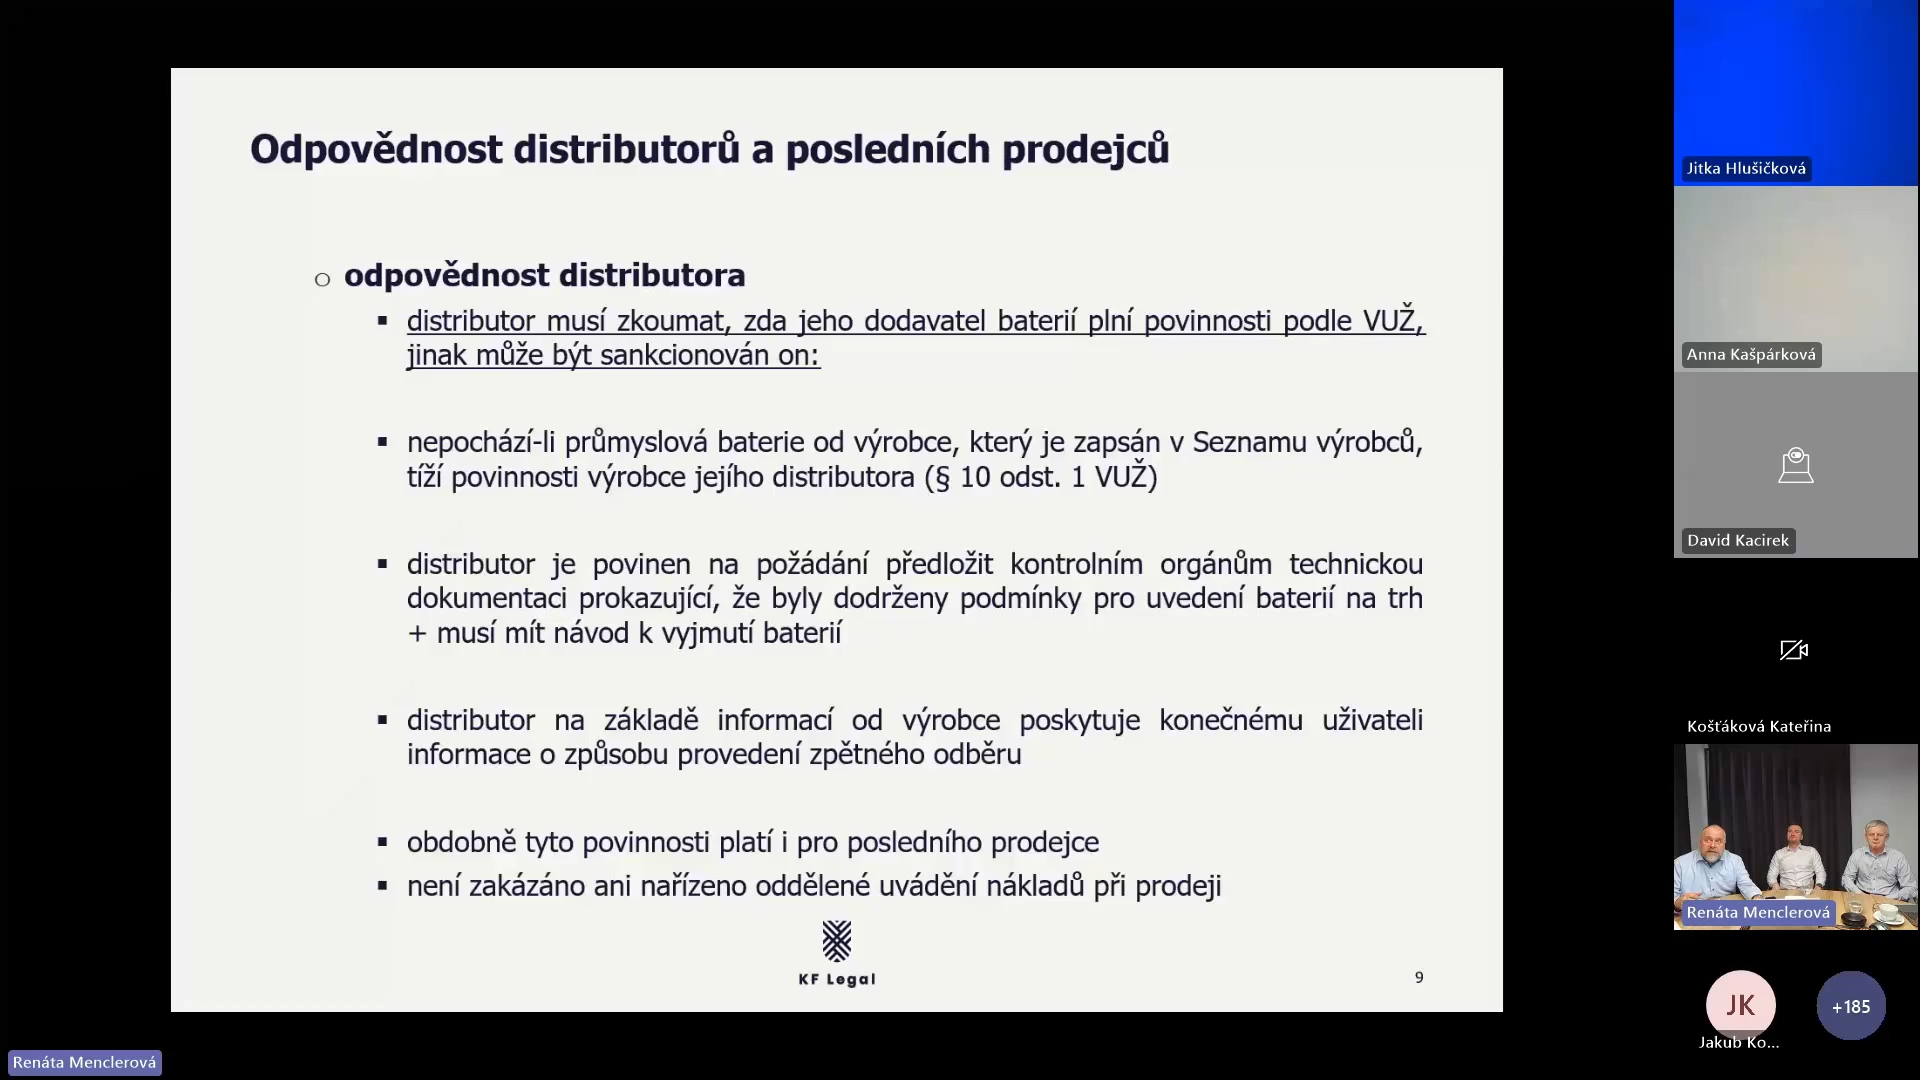 Odpovědnost distributorů a posledních prodejců
o odpovědnost distributora
▪ distributor musí zkoumat, zda jeho dodavatel baterií plní povinnosti podle VUŽ,
jinak může být sankcionován on:
▪ nepochází-li průmyslová baterie od výrobce, který je zapsán v Seznamu výrobců,
tíží povinnosti výrobce jejího distributora (§ 10 odst. 1 VUŽ)
▪ distributor je povinen na požádání předložit kontrolním orgánům technickou
dokumentaci prokazující, že byly dodrženy podmínky pro uvedení baterií na trh
+ musí mít návod k vyjmutí baterií
▪ distributor na základě informací od výrobce poskytuje konečnému uživateli
informace o způsobu provedení zpětného odběru
▪ obdobně tyto povinnosti platí i pro posledního prodejce
▪ není zakázáno ani nařízeno oddělené uvádění nákladů při prodeji
KF Legal
9
Jitka Hlušičková
Anna Kašpárková
David Kacirek
Košťáková Kateřina
Renáta Menclerová
JK
+185
Jakub Ko...
Renáta Menclerová